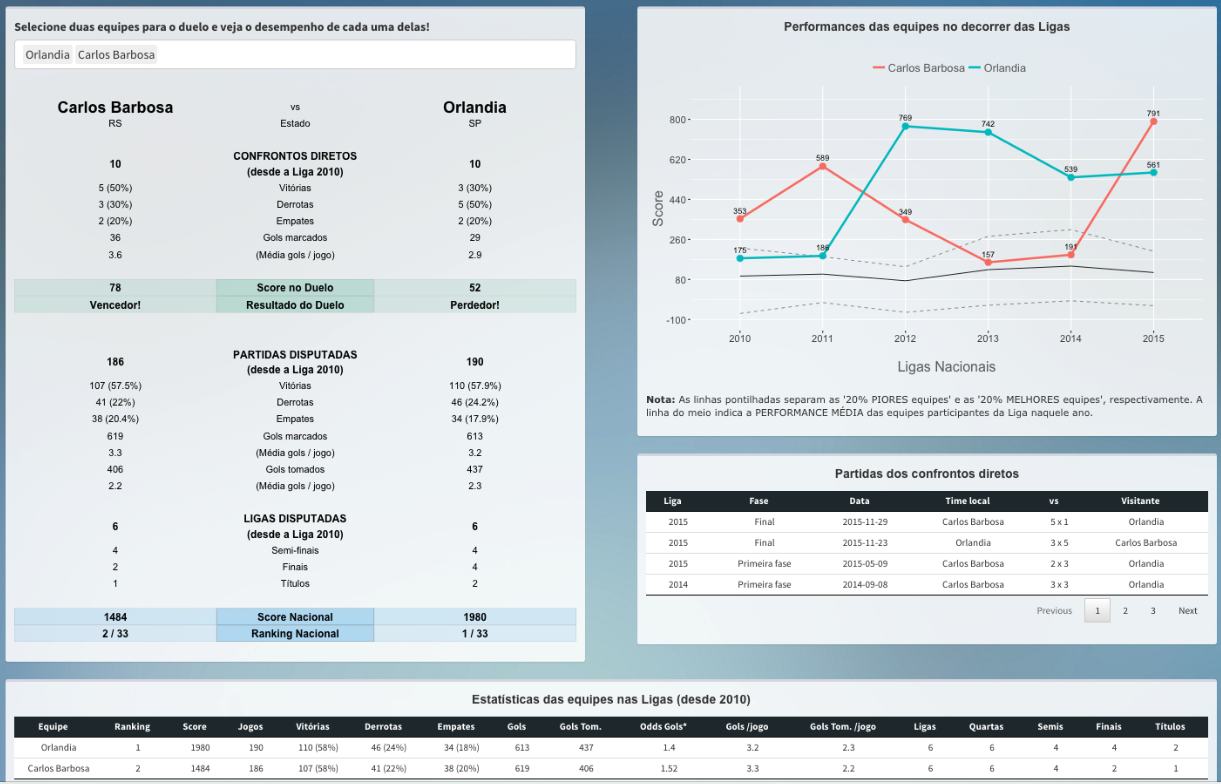 Selecione duas equipes para o duelo e veja o desempenho de cada uma delas!
Orlandia Carlos Barbosa
Carlos Barbosa vs Orlandia
RS Estado SP
10 CONFRONTOS DIRETOS (desde a Liga 2010) 10
5 (50%) Vitórias 3 (30%)
3 (30%) Derrotas 5 (50%)
2 (20%) Empates 2 (20%)
36 Gols marcados 29
3.6 (Média gols / jogo) 2.9
78 Score no Duelo 52
Vencedor! Resultado do Duelo Perdedor!
186 PARTIDAS DISPUTADAS (desde a Liga 2010) 190
107 (57.5%) Vitórias 110 (57.9%)
41 (22%) Derrotas 46 (24.2%)
38 (20.4%) Empates 34 (17.9%)
619 Gols marcados 613
3.3 (Média gols / jogo) 3.2
406 Gols tomados 437
2.2 (Média gols / jogo) 2.3
6 LIGAS DISPUTADAS (desde a Liga 2010) 6
4 Semi-finais 4
2 Finais 4
1 Títulos 2
1484 Score Nacional 1980
2 / 33 Ranking Nacional 1 / 33
Performances das equipes no decorrer das Ligas
Carlos Barbosa Orlandia
Score
800
620
440
260
80
-100
353 589 349 157 191 791
175 186 769 742 539 561
2010 2011 2012 2013 2014 2015
Ligas Nacionais
Nota: As linhas pontilhadas separam as '20% PIORES equipes' e as '20% MELHORES equipes', respectivamente. A
linha do meio indica a PERFORMANCE MÉDIA das equipes participantes da Liga naquele ano.
Partidas dos confrontos diretos
Liga Fase Data Time local vs Visitante
2015 Final 2015-11-29 Carlos Barbosa 5 x 1 Orlandia
2015 Final 2015-11-23 Orlandia 3 x 5 Carlos Barbosa
2015 Primeira fase 2015-05-09 Carlos Barbosa 2 x 3 Orlandia
2014 Primeira fase 2014-09-08 Carlos Barbosa 3 x 3 Orlandia
Previous 1 2 3 Next
Estatísticas das equipes nas Ligas (desde 2010)
Equipe Ranking Score Jogos Vitórias Derrotas Empates Gols Gols Tom. Odds Gols* Gols /jogo Gols Tom. /jogo Ligas Quartas Semis Finais Títulos
Orlandia 1 1980 190 110 (58%) 46 (24%) 34 (18%) 613 437 1.4 3.2 2.3 6 6 4 4 2
Carlos Barbosa 2 1484 186 107 (58%) 41 (22%) 38 (20%) 619 406 1.52 3.3 2.2 6 6 4 2 1